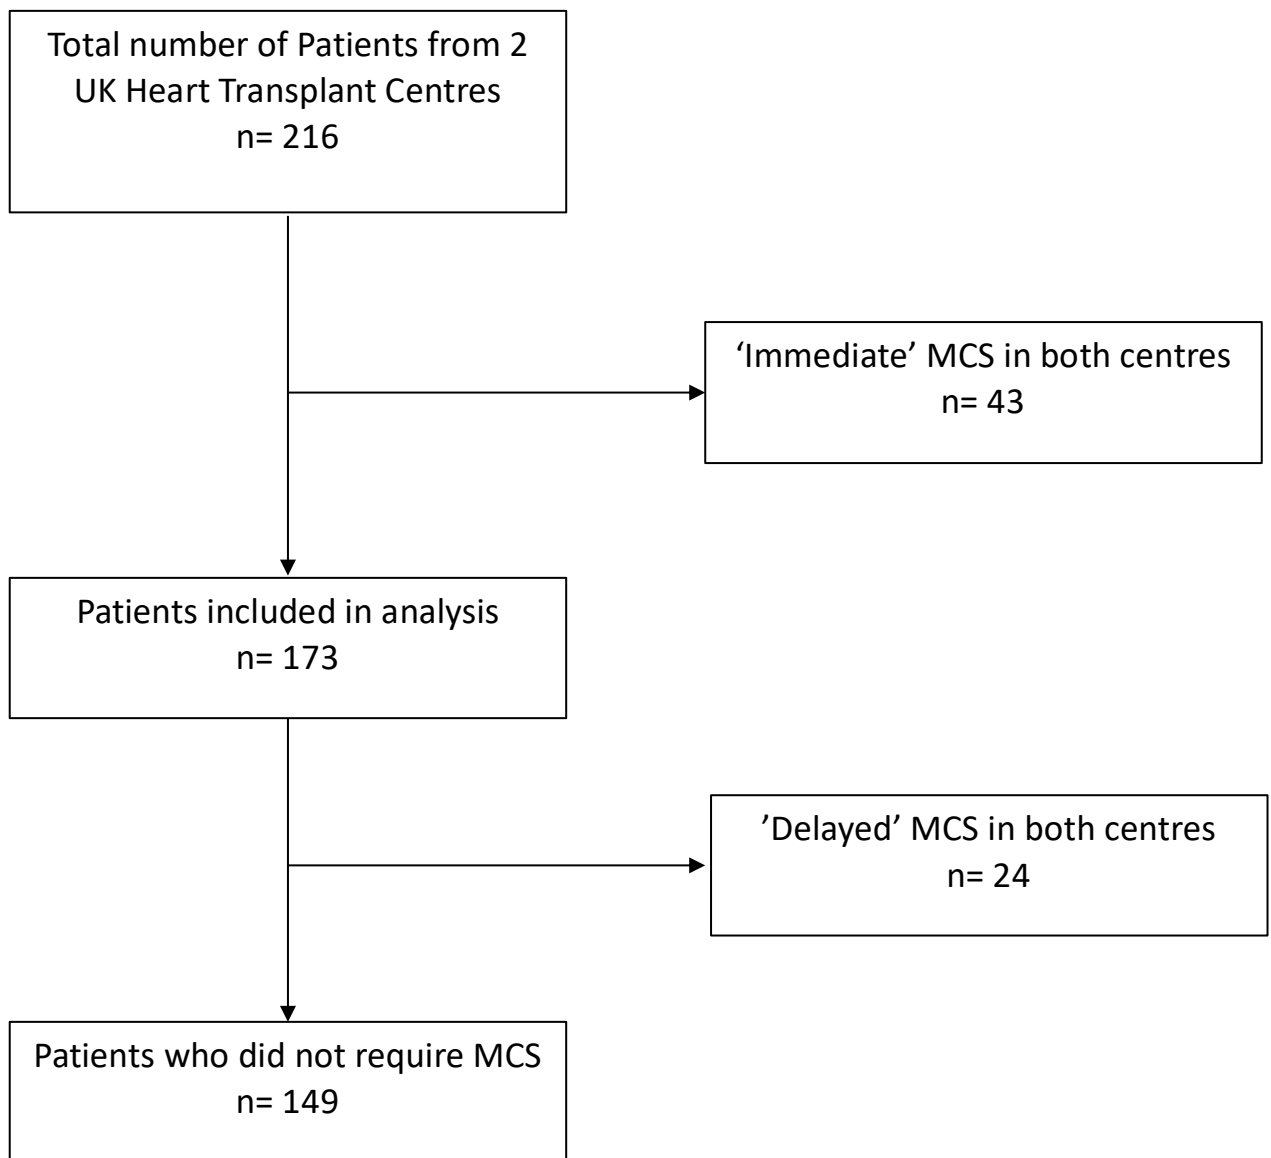 Total number of Patients from 2
UK Heart Transplant Centres
n= 216
‘Immediate’ MCS in both centres
n= 43
Patients included in analysis
n= 173
’Delayed’ MCS in both centres
n= 24
Patients who did not require MCS
n= 149